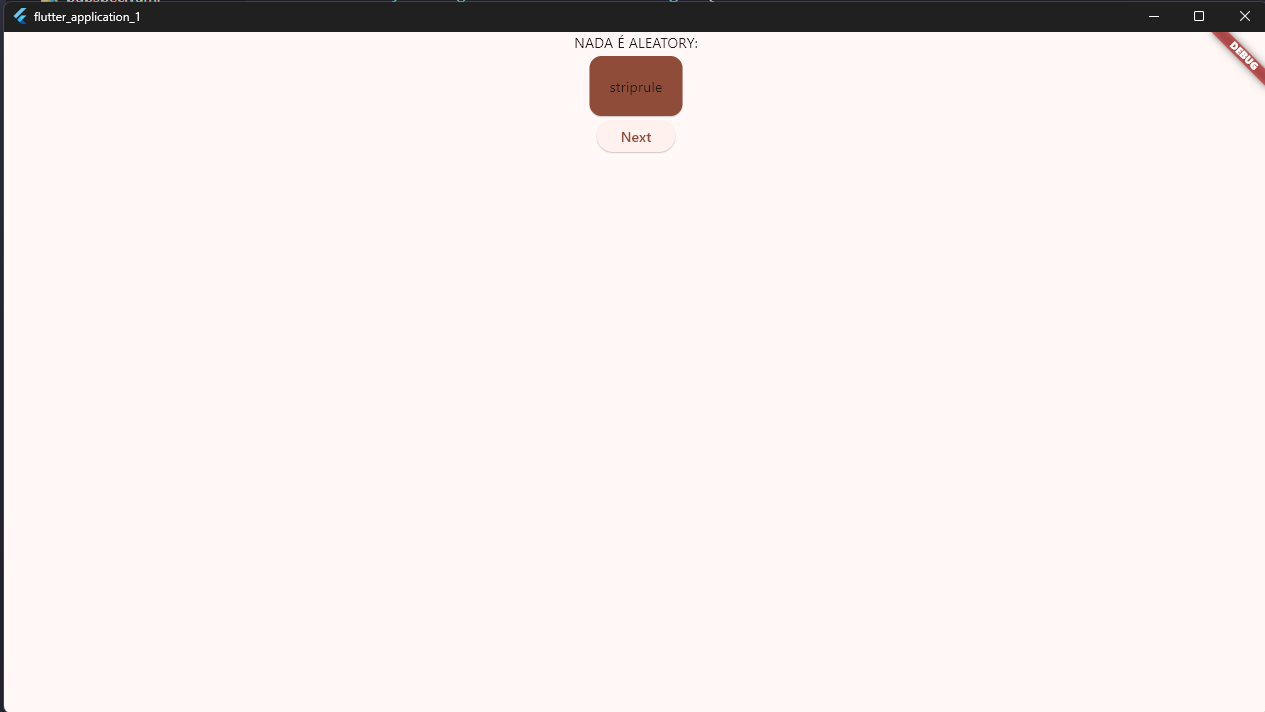 flutter_application_1
DEBUG
NADA É ALEATORY:
striprule
Next